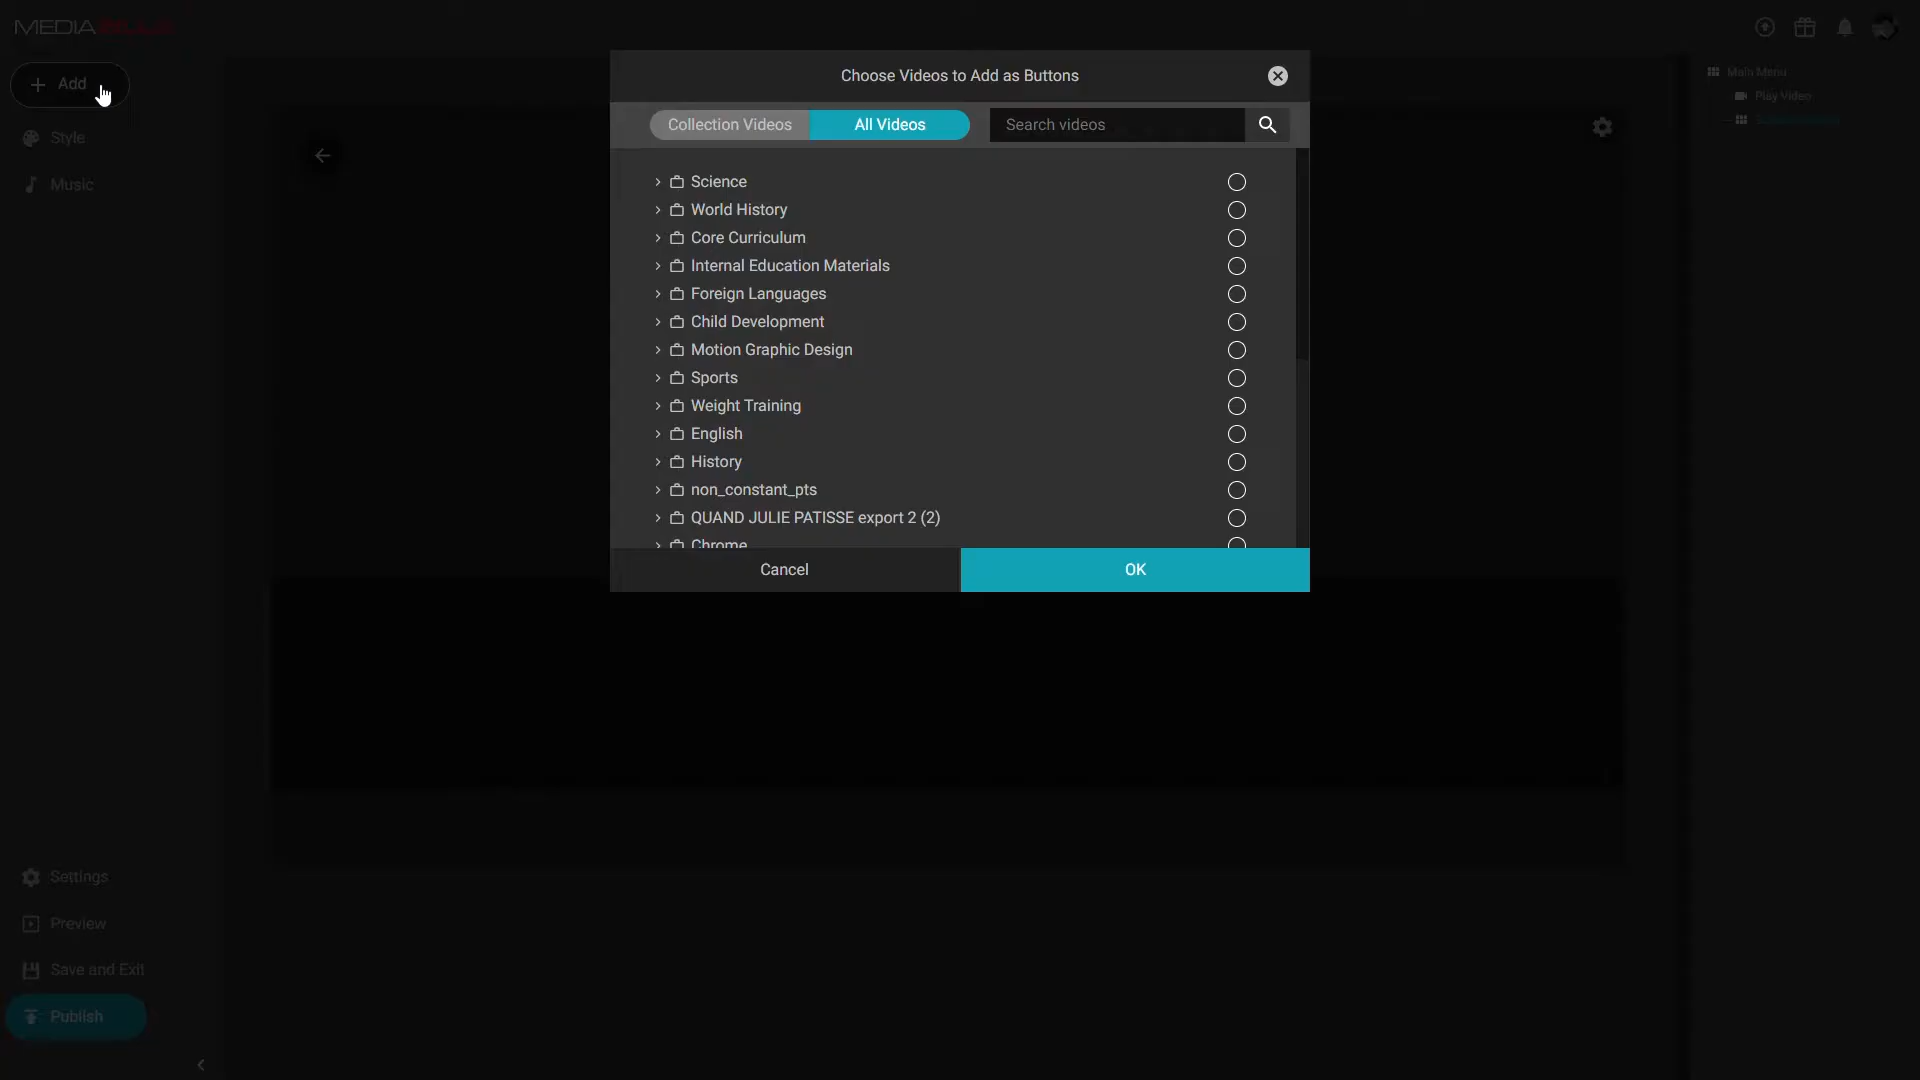 MEDIA
Add
Style
Music
Choose Videos to Add as Buttons
Collection Videos
All Videos
Search videos
Science
World History
Core Curriculum
Internal Education Materials
Foreign Languages
Child Development
Motion Graphic Design
Sports
Weight Training
English
History
non_constant_pts
QUAND JULIE PATISSE export 2 (2)
Chrome
Cancel
OK
Main Menu
Play Video
Settings
Preview
Save and Exit
Publish